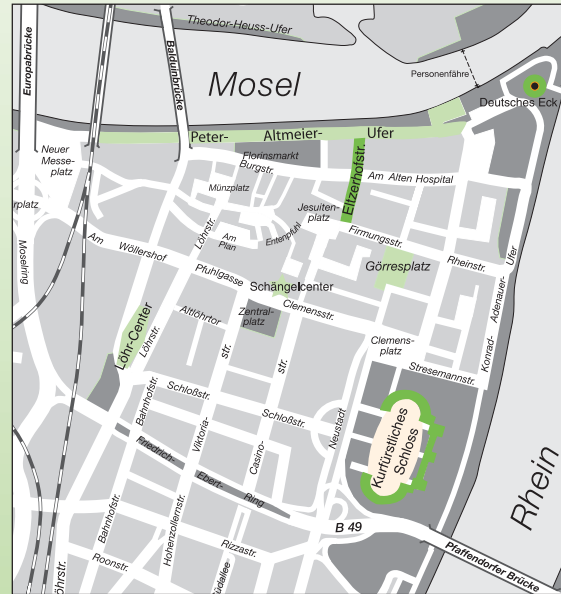 Theodor-Heuss-Ufer
Europabrücke
Balduinbrücke
Mosel
Personenfähre
Deutsches Eck
Peter- Altmeier- Ufer
Neuer
Messe-
platz
rplatz
Florinsmarkt
Burgstr.
Münzplatz
Am Alten Hospital
Eltzerhofstr.
Jesuiten-
platz
Moselring
Am Wöllershof
Löhrstr.
Am
Plan
Entenpfuhl
Firmungsstr.
Görresplatz
Rheinstr.
Konrad- Adenauer- Ufer
Pfuhlgasse
Schängelcenter
Clemensstr.
Zentral-
platz
Altlöhrtor
Löhr-Center
Löhrstr.
str.
str.
Clemens-
platz
Stresemannstr.
Schloßstr.
Schloßstr.
Bahnhofstr.
Viktoria-
Casino-
Neustadt
Kurfürstliches
Schloss
Friedrich- Ebert- Ring
Rhein
B 49
Pfaffendorfer Brücke
Bahnhofstr.
Hohenzollernstr.
Rizzastr.
Roonstr.
öhrstr.
üdallee